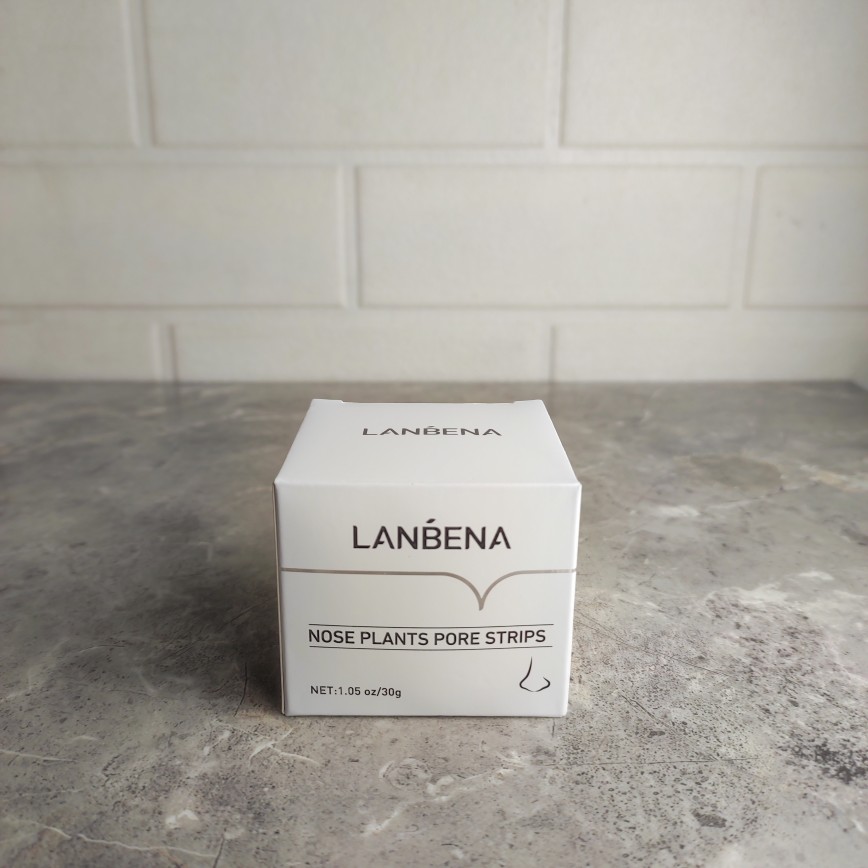 LANBENA
LANBENA
NOSE PLANTS PORE STRIPS
NET:1.05 oz/30g